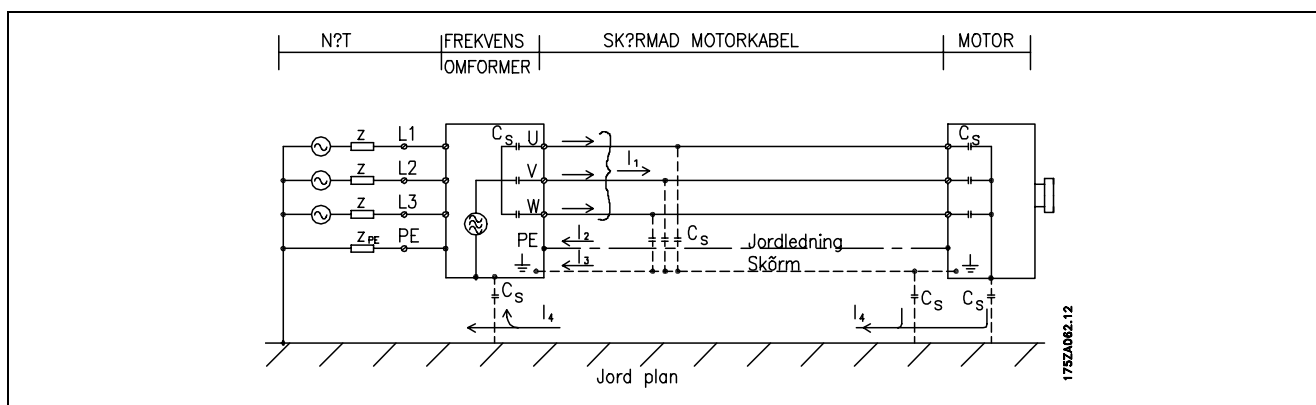 N?T FREKVENS SK?RMAD MOTORKABEL MOTOR
OMFORMER
z L1 Cs U Cs
I1
z L2 V
z L3 W
zPE PE PE I2 Cs Jordledning
I3 Skõrm
Cs I4 I4 Cs Cs
Jord plan
175ZA062.12